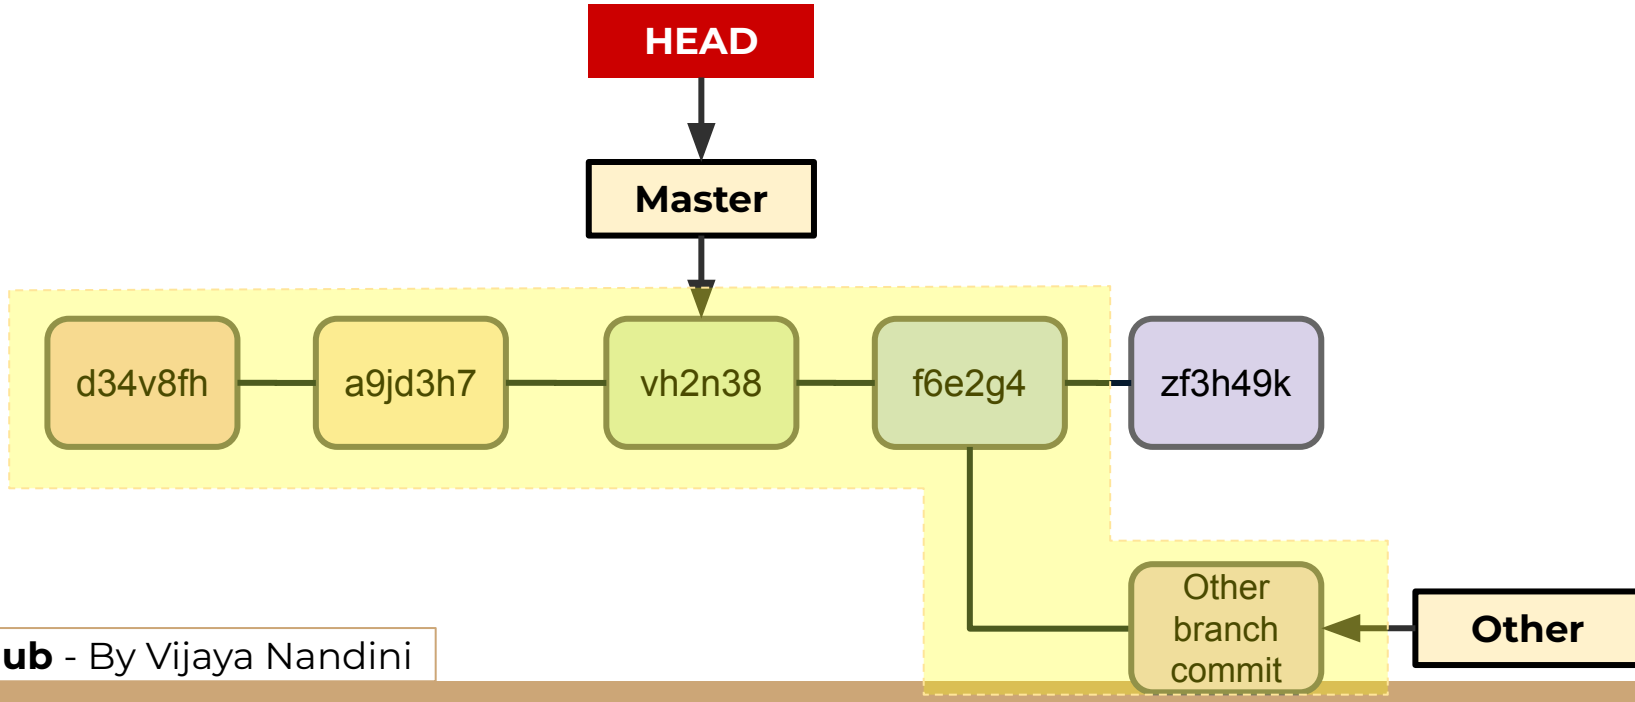 HEAD
Master
d34v8fh
a9jd3h7
vh2n38
f6e2g4
zf3h49k
Other
branch
commit
Other
ub - By Vijaya Nandini